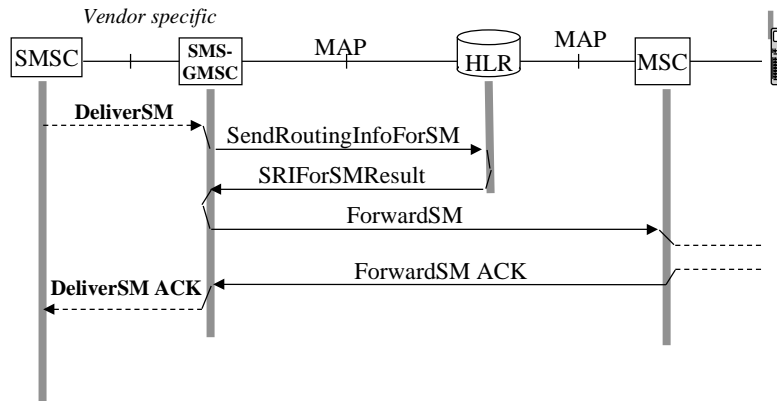 Vendor specific
SMSC
SMS-
GMSC
MAP
HLR
MAP
MSC
DeliverSM
SendRoutingInfoForSM
SRIForSMResult
ForwardSM
ForwardSM ACK
DeliverSM ACK